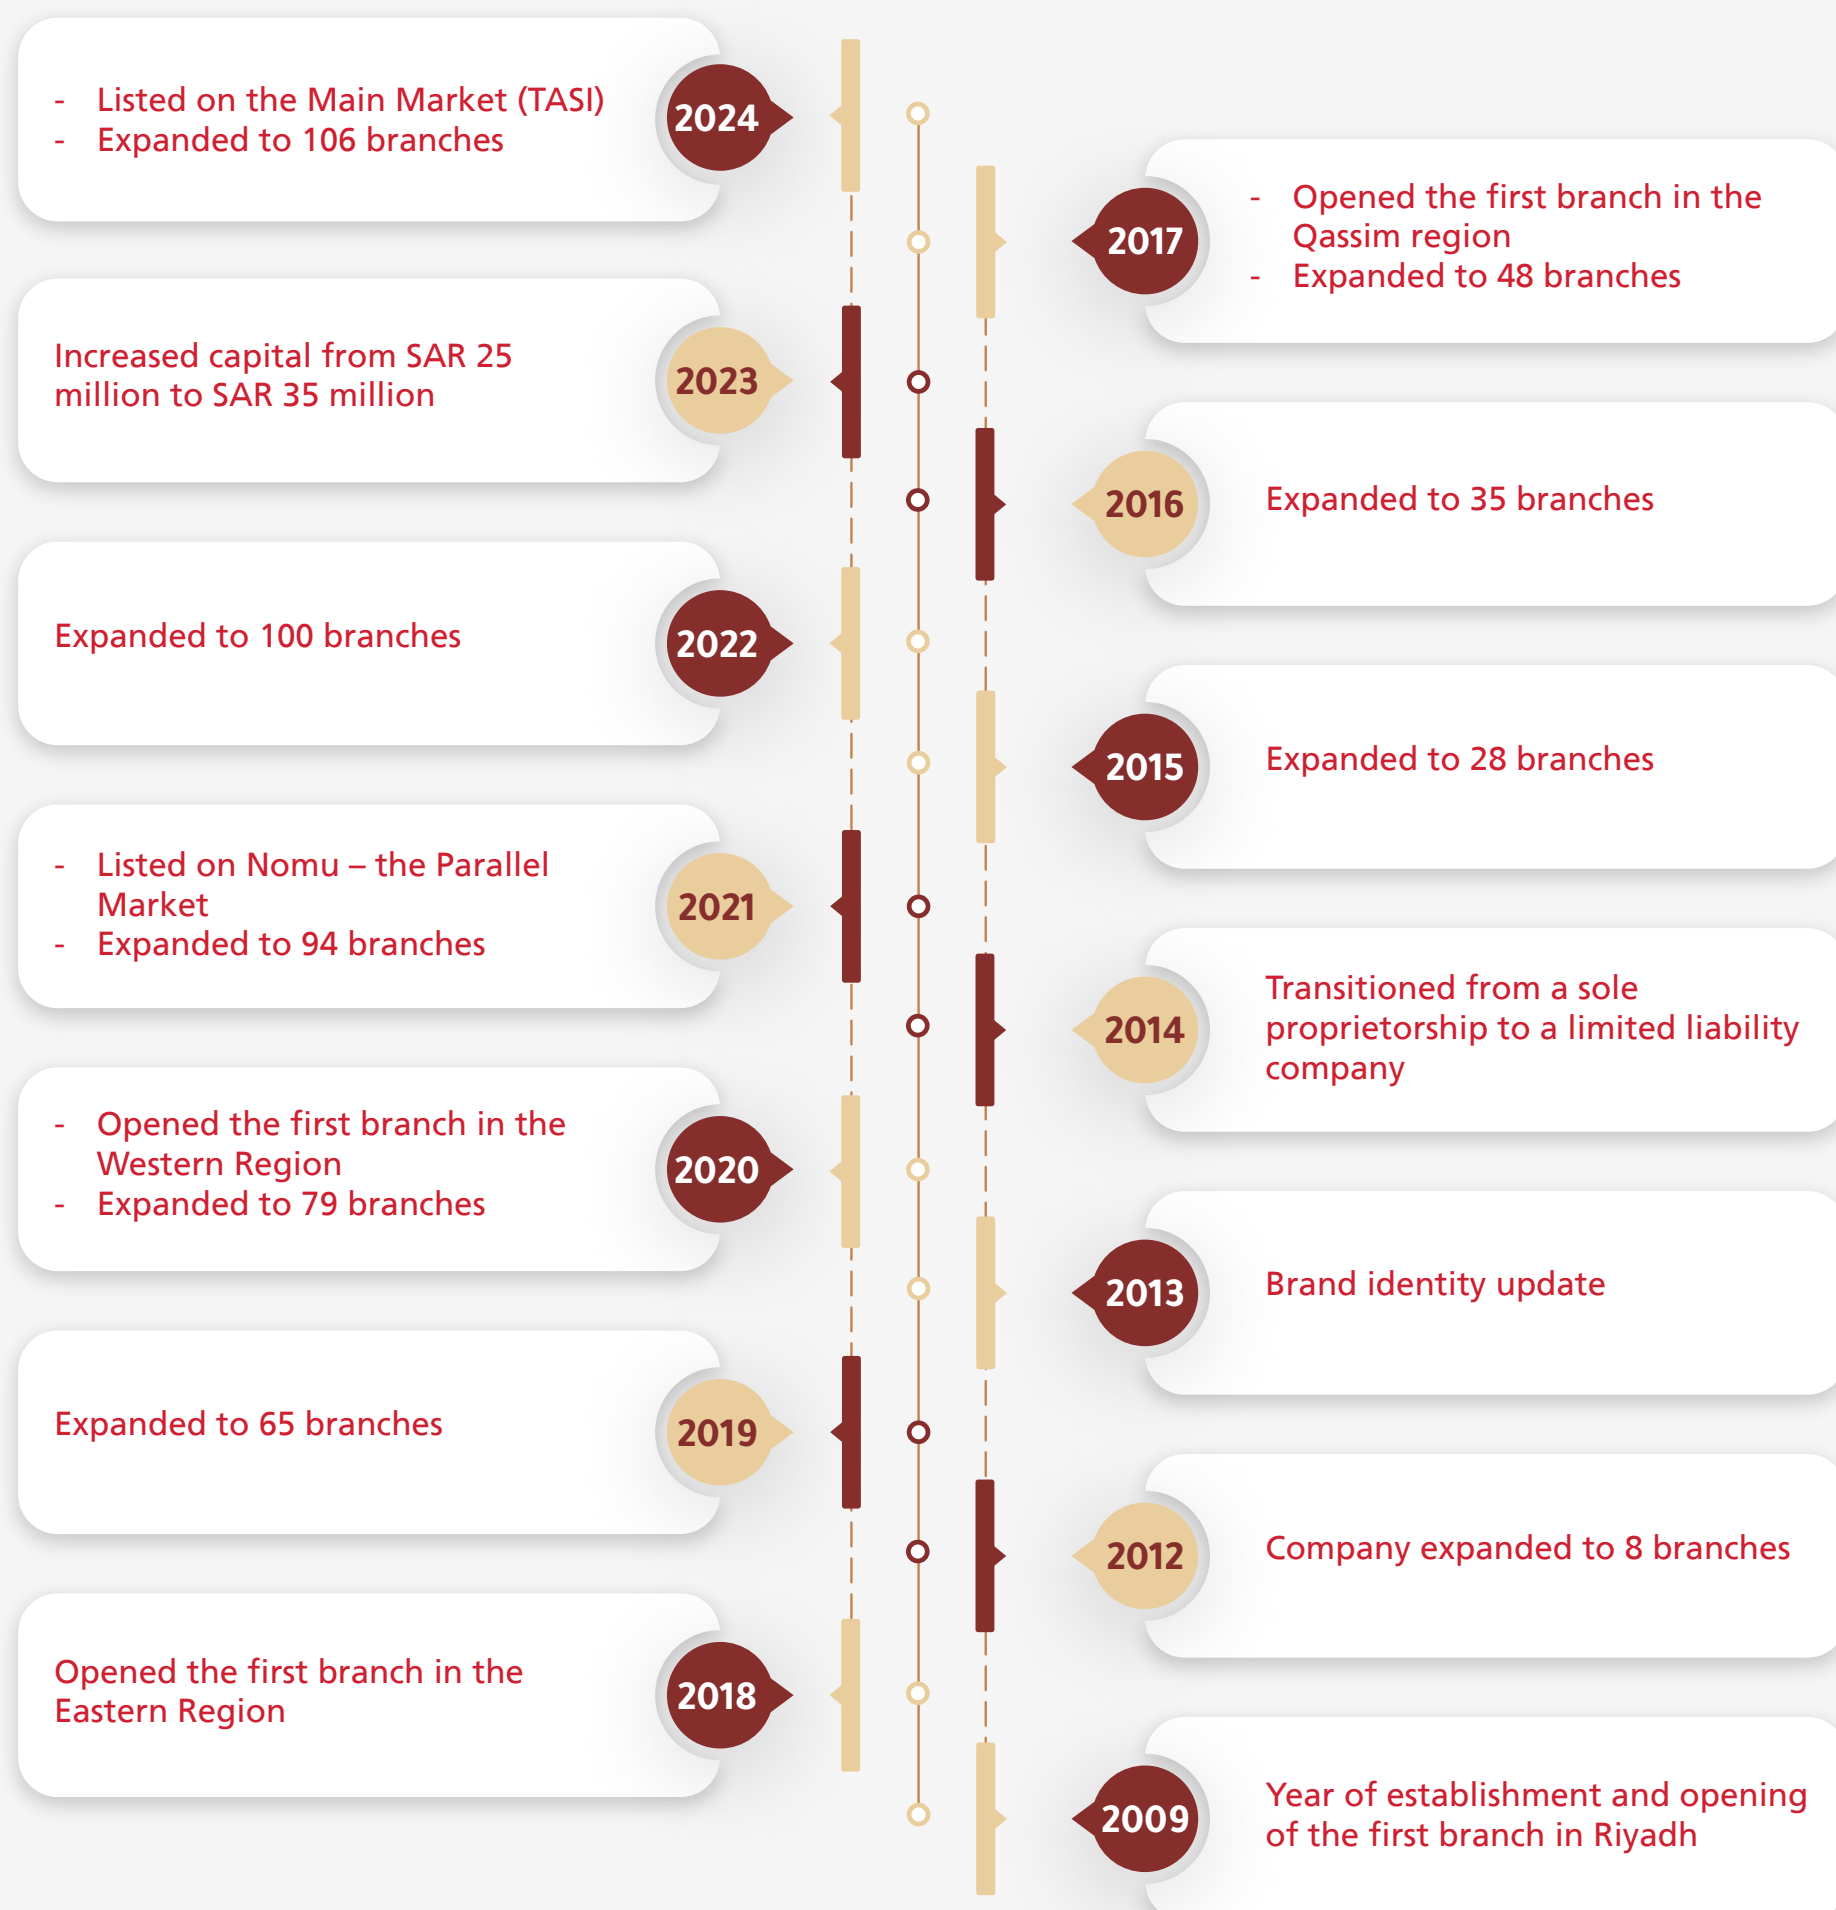 - Listed on the Main Market (TASI)
- Expanded to 106 branches
2024
Increased capital from SAR 25
million to SAR 35 million
2023
Expanded to 100 branches
2022
- Listed on Nomu – the Parallel
Market
- Expanded to 94 branches
2021
- Opened the first branch in the
Western Region
- Expanded to 79 branches
2020
Expanded to 65 branches
2019
Opened the first branch in the
Eastern Region
2018
2017
- Opened the first branch in the
Qassim region
- Expanded to 48 branches
2016
Expanded to 35 branches
2015
Expanded to 28 branches
2014
Transitioned from a sole
proprietorship to a limited liability
company
2013
Brand identity update
2012
Company expanded to 8 branches
2009
Year of establishment and opening
of the first branch in Riyadh